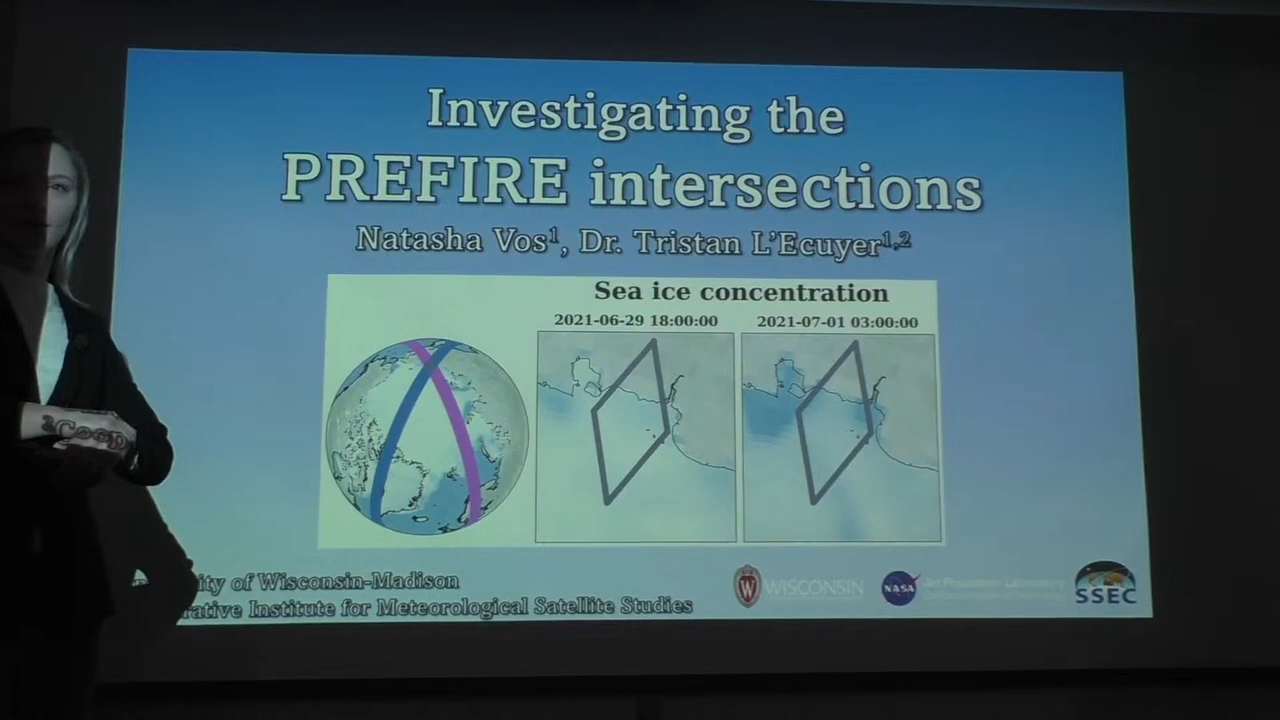 Investigating the
PREFIRE intersections
Natasha Vos¹, Dr. Tristan L'Ecuyer¹,²
Sea ice concentration
2021-06-29 18:00:00
2021-07-01 03:00:00
ity of Wisconsin-Madison
²Coop
rative Institute for Meteorological Satellite Studies
W WISCONSIN
NASA
Jet Propulsion Laboratory
SSEC